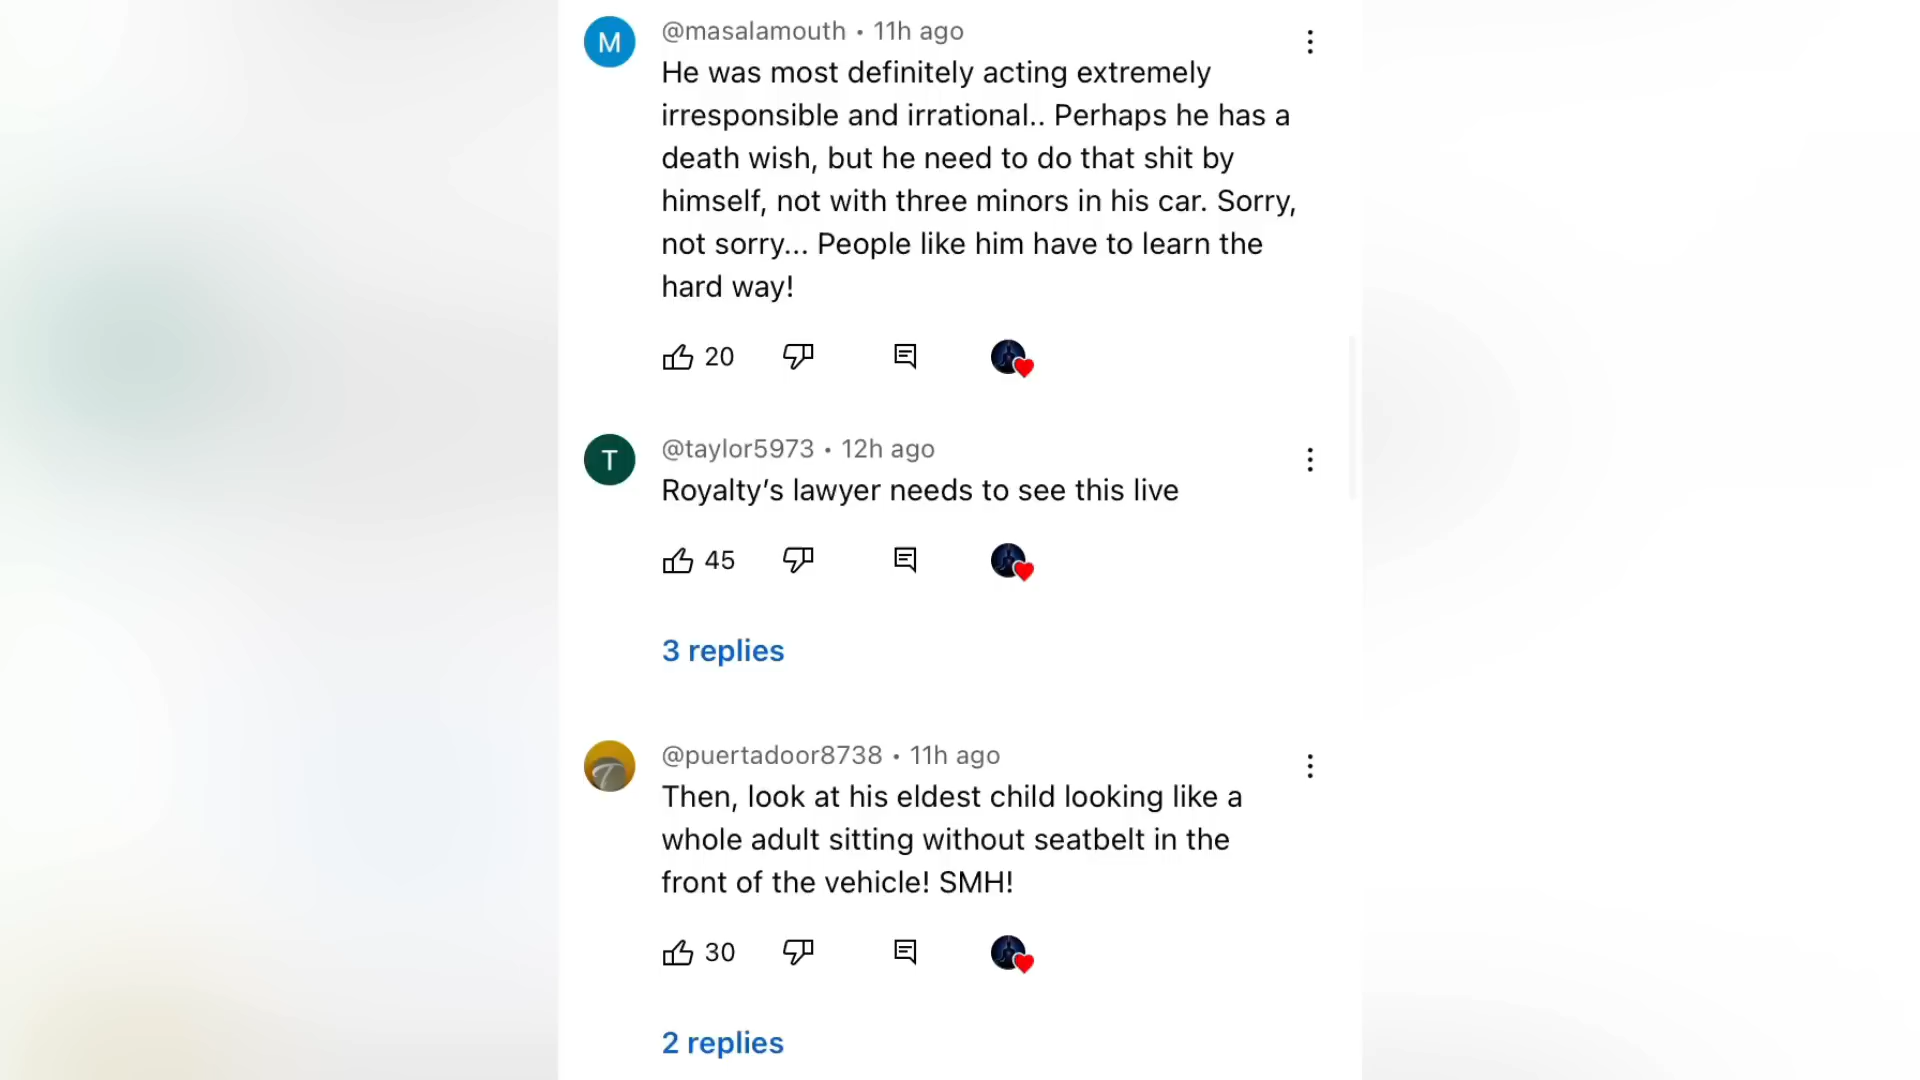 M
@masalamouth • 11h ago
He was most definitely acting extremely
irresponsible and irrational.. Perhaps he has a
death wish, but he need to do that shit by
himself, not with three minors in his car. Sorry,
not sorry... People like him have to learn the
hard way!
20
T
@taylor5973 • 12h ago
Royalty's lawyer needs to see this live
45
3 replies
T
@puertadoor8738 • 11h ago
Then, look at his eldest child looking like a
whole adult sitting without seatbelt in the
front of the vehicle! SMH!
30
2 replies